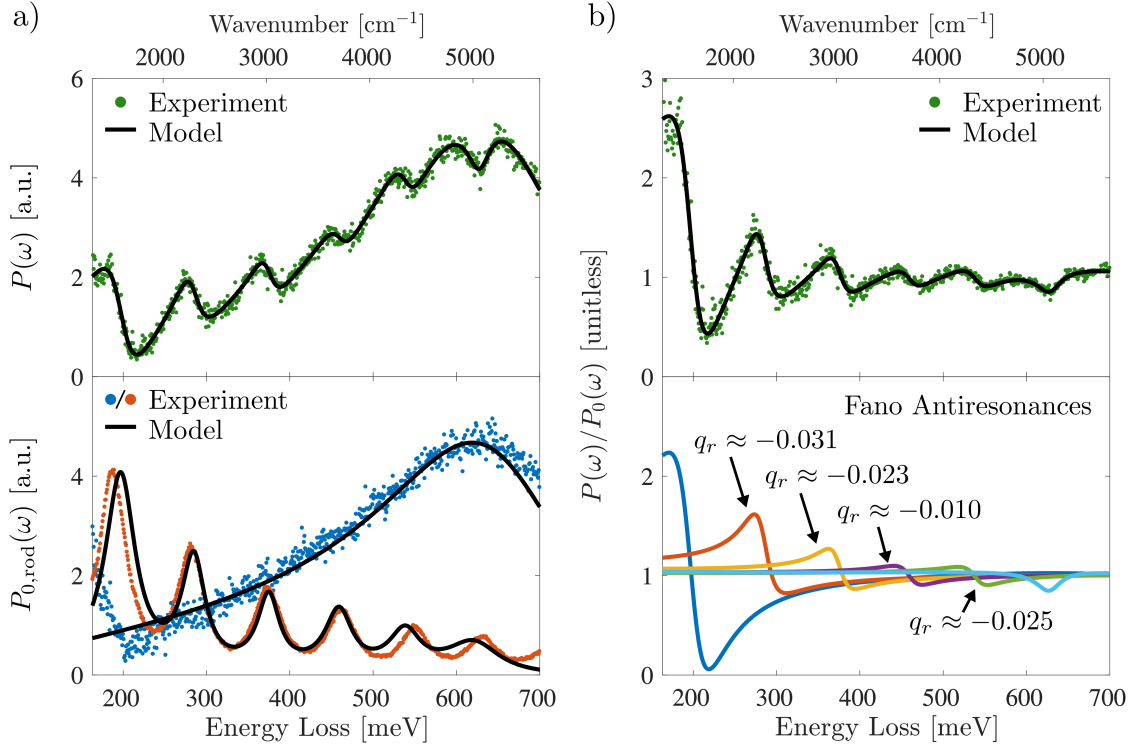 a)
Wavenumber [cm⁻¹]
2000 3000 4000 5000
6
4
2
0
P(ω) [a.u.]
Experiment
Model
6
4
2
0
P₀,rod(ω) [a.u.]
/ Experiment
Model
200 300 400 500 600 700
Energy Loss [meV]
b)
Wavenumber [cm⁻¹]
2000 3000 4000 5000
3
2
1
0
Experiment
Model
P(ω)/P₀(ω) [unitless]
2
1
0
Fano Antiresonances
qᵣ ≈ −0.031
qᵣ ≈ −0.023
qᵣ ≈ −0.010
qᵣ ≈ −0.025
200 300 400 500 600 700
Energy Loss [meV]